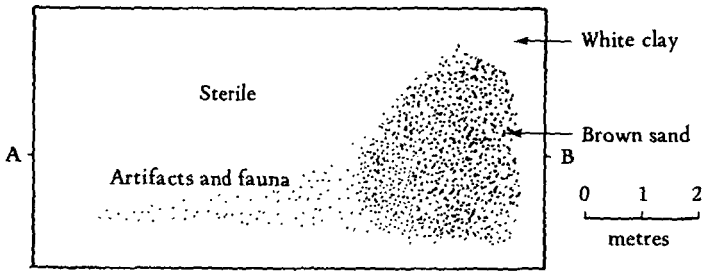 White clay
Sterile
Brown sand
A
B
Artifacts and fauna
0 1 2
metres